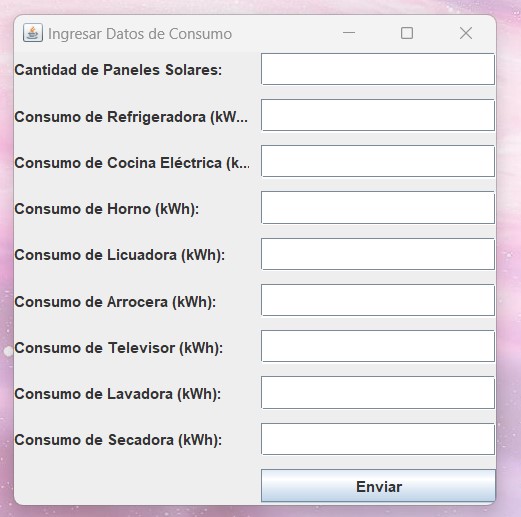 Ingresar Datos de Consumo
Cantidad de Paneles Solares:
Consumo de Refrigeradora (kW...
Consumo de Cocina Eléctrica (k...
Consumo de Horno (kWh):
Consumo de Licuadora (kWh):
Consumo de Arrocera (kWh):
Consumo de Televisor (kWh):
Consumo de Lavadora (kWh):
Consumo de Secadora (kWh):
Enviar